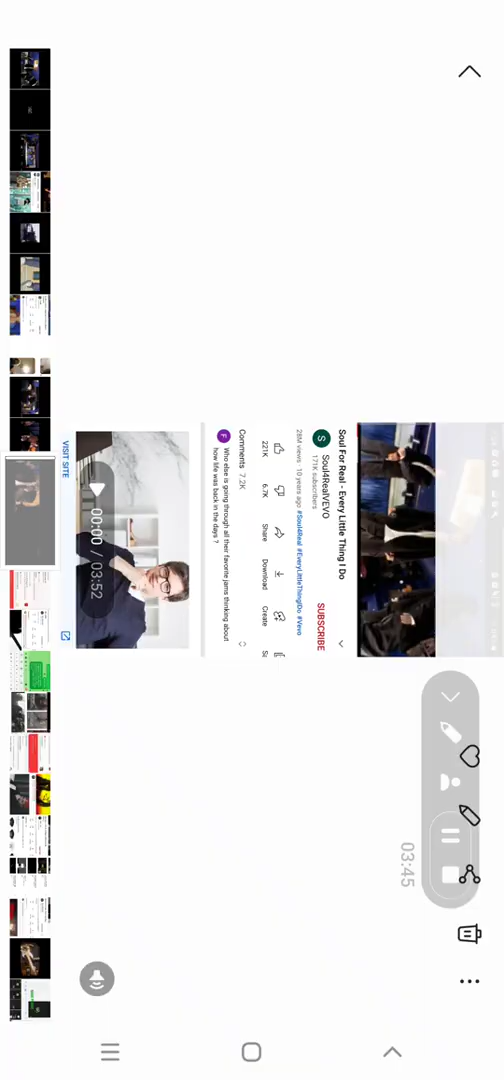 Soul For Real - Every Little Thing I Do
S
Soul4RealVEVO
171K subscribers
SUBSCRIBE
28M views · 10 years ago #Soul4Real #EveryLittleThingIDo #Vevo
221K
6.7K
Share
Download
Create
Comments 7.2K
F
Who else is going through all their favorite jams thinking about
how life was back in the days ?
00:00 / 03:52
VISIT SITE
03:45